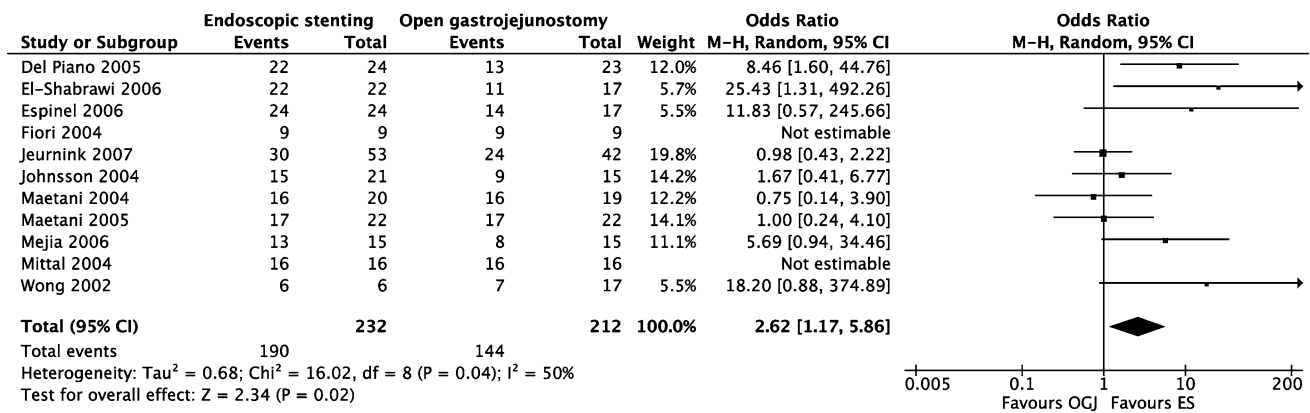 Endoscopic stenting Open gastrojejunostomy Odds Ratio Odds Ratio
Study or Subgroup Events Total Events Total Weight M-H, Random, 95% CI M-H, Random, 95% CI
Del Piano 2005 22 24 13 23 12.0% 8.46 [1.60, 44.76]
El-Shabrawi 2006 22 22 11 17 5.7% 25.43 [1.31, 492.26]
Espinel 2006 24 24 14 17 5.5% 11.83 [0.57, 245.66]
Fiori 2004 9 9 9 9 Not estimable
Jeurnink 2007 30 53 24 42 19.8% 0.98 [0.43, 2.22]
Johnsson 2004 15 21 9 15 14.2% 1.67 [0.41, 6.77]
Maetani 2004 16 20 16 19 12.2% 0.75 [0.14, 3.90]
Maetani 2005 17 22 17 22 14.1% 1.00 [0.24, 4.10]
Mejia 2006 13 15 8 15 11.1% 5.69 [0.94, 34.46]
Mittal 2004 16 16 16 16 Not estimable
Wong 2002 6 6 7 17 5.5% 18.20 [0.88, 374.89]
Total (95% CI) 232 212 100.0% 2.62 [1.17, 5.86]
Total events 190 144
Heterogeneity: Tau² = 0.68; Chi² = 16.02, df = 8 (P = 0.04); I² = 50%
Test for overall effect: Z = 2.34 (P = 0.02)
0.005 0.1 1 10 200
Favours OGJ Favours ES